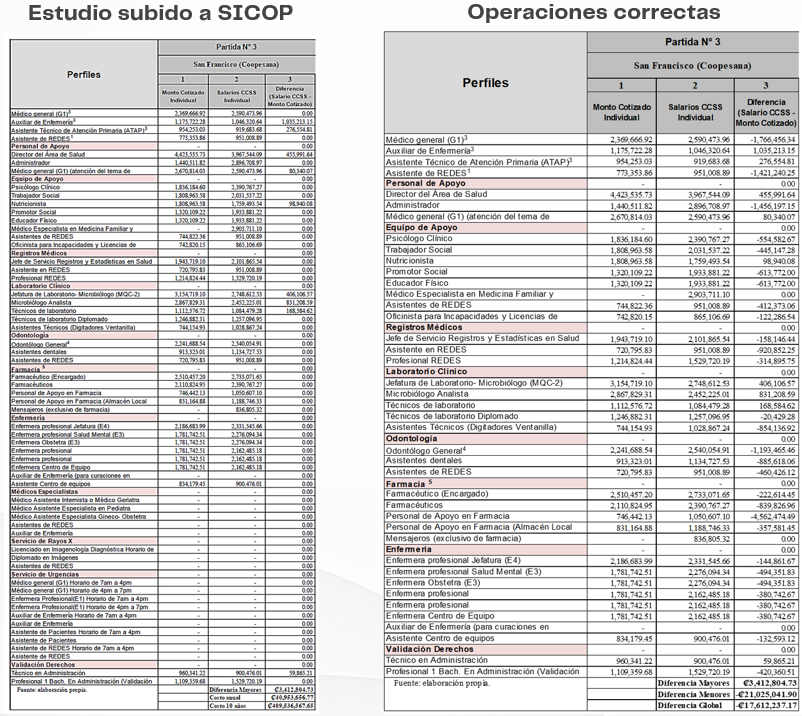 Estudio subido a SICOP
Partida N° 3
San Francisco (Coopesana)
Perfiles
1 2 3
Monto Cotizado Individual
Salarios CCSS Individual
Diferencia (Salario CCSS - Monto Cotizado)
Médico general (G1)3 2,369,666.92 2,590,473.96 0.00
Auxiliar de Enfermería3 1,175,722.28 1,046,320.64 1,035,213.15
Asistente Técnico de Atención Primaria (ATAP)3 954,253.03 919,683.68 276,554.81
Asistente de REDES1 773,353.86 951,008.89 0.00
Personal de Apoyo - - 0.00
Director del Área de Salud 4,423,535.73 3,967,544.09 455,991.64
Administrador 1,440,511.82 2,896,708.97 0.00
Médico general (G1) (atención del tema de 2,670,814.03 2,590,473.96 80,340.07
Equipo de Apoyo - - 0.00
Psicólogo Clínico 1,836,184.60 2,390,767.27 0.00
Trabajador Social 1,808,963.58 2,031,537.22 0.00
Nutricionista 1,808,963.58 1,759,493.54 98,940.08
Promotor Social 1,320,109.22 1,933,881.22 0.00
Educador Físico 1,320,109.22 1,933,881.22 0.00
Médico Especialista en Medicina Familiar y - 2,903,711.10 0.00
Asistentes de REDES 744,822.36 951,008.89 0.00
Oficinista para Incapacidades y Licencias de 742,820.15 865,106.69 0.00
Registros Médicos - - 0.00
Jefe de Servicio Registros y Estadísticas en Salud 1,943,719.10 2,101,865.54 0.00
Asistente en REDES 720,795.83 951,008.89 0.00
Profesional REDES 1,214,824.44 1,529,720.19 0.00
Laboratorio Clínico - - 0.00
Jefatura de Laboratorio- Microbiólogo (MQC-2) 3,154,719.10 2,748,612.53 406,106.57
Microbiólogo Analista 2,867,829.31 2,452,225.01 831,208.59
Técnicos de laboratorio 1,112,576.72 1,084,479.28 168,584.62
Técnicos de laboratorio Diplomado 1,246,882.31 1,257,096.95 0.00
Asistentes Técnicos (Digitadores Ventanilla) 744,154.93 1,028,867.24 0.00
Odontología - - 0.00
Odontólogo General4 2,241,688.54 2,540,054.91 0.00
Asistentes dentales 913,323.01 1,134,727.53 0.00
Asistentes de REDES 720,795.83 951,008.89 0.00
Farmacia 5 - - 0.00
Farmacéutico (Encargado) 2,510,457.20 2,733,071.65 0.00
Farmacéuticos 2,110,824.95 2,390,767.27 0.00
Personal de Apoyo en Farmacia 746,442.13 1,050,607.10 0.00
Personal de Apoyo en Farmacia (Almacén Local 831,164.88 1,188,746.33 0.00
Mensajeros (exclusivo de farmacia) - 836,805.32 0.00
Enfermería - - 0.00
Enfermera profesional Jefatura (E4) 2,186,683.99 2,331,545.66 0.00
Enfermera profesional Salud Mental (E3) 1,781,742.51 2,276,094.34 0.00
Enfermera Obstetra (E3) 1,781,742.51 2,276,094.34 0.00
Enfermera profesional 1,781,742.51 2,162,485.18 0.00
Enfermera profesional 1,781,742.51 2,162,485.18 0.00
Enfermera Centro de Equipo 1,781,742.51 2,162,485.18 0.00
Auxiliar de Enfermería (para curaciones en - - 0.00
Asistente Centro de equipos 834,179.45 900,476.01 0.00
Médicos Especialistas - - 0.00
Médico Asistente Internista o Médico Geriatra - - 0.00
Médico Asistente Especialista en Pediatra - - 0.00
Médico Asistente Especialista Gineco- Obstetra - - 0.00
Asistentes de REDES - - 0.00
Auxiliar de Enfermería - - 0.00
Servicio de Rayos X - - 0.00
Licenciado en Imagenología Diagnóstica Horario de - - 0.00
Diplomado en Imágenes - - 0.00
Asistentes de REDES - - 0.00
Servicio de Urgencias - - 0.00
Médico general (G1) Horario de 7am a 4pm - - 0.00
Médico general (G1) Horario de 4pm a 7pm - - 0.00
Enfermera Profesional(E1) Horario de 7am a 4pm - - 0.00
Enfermera Profesional(E1) Horario de 4pm a 7pm - - 0.00
Auxiliar de Enfermería Horario de 7am a 4pm - - 0.00
Auxiliar de Enfermería - - 0.00
Asistente de Pacientes Horario de 7am a 4pm - - 0.00
Asistente de Pacientes - - 0.00
Asistente de REDES Horario de 7am a 4pm - - 0.00
Asistente de REDES - - 0.00
Validación Derechos - - 0.00
Técnico en Administración 960,341.22 900,476.01 59,865.21
Profesional 1 Bach. En Administración (Validación 1,109,359.68 1,529,720.19 0.00
Fuente: elaboración propia. Diferencia Mayores ₡3,412,804.73
Costo anual ₡40,953,656.77
Costo 10 años ₡409,536,567.65
Operaciones correctas
Partida N° 3
San Francisco (Coopesana)
Perfiles
1 2 3
Monto Cotizado Individual
Salarios CCSS Individual
Diferencia (Salario CCSS - Monto Cotizado)
Médico general (G1)3 2,369,666.92 2,590,473.96 -1,766,456.34
Auxiliar de Enfermería3 1,175,722.28 1,046,320.64 1,035,213.15
Asistente Técnico de Atención Primaria (ATAP)3 954,253.03 919,683.68 276,554.81
Asistente de REDES1 773,353.86 951,008.89 -1,421,240.25
Personal de Apoyo - - 0.00
Director del Área de Salud 4,423,535.73 3,967,544.09 455,991.64
Administrador 1,440,511.82 2,896,708.97 -1,456,197.15
Médico general (G1) (atención del tema de 2,670,814.03 2,590,473.96 80,340.07
Equipo de Apoyo - - 0.00
Psicólogo Clínico 1,836,184.60 2,390,767.27 -554,582.67
Trabajador Social 1,808,963.58 2,031,537.22 -445,147.28
Nutricionista 1,808,963.58 1,759,493.54 98,940.08
Promotor Social 1,320,109.22 1,933,881.22 -613,772.00
Educador Físico 1,320,109.22 1,933,881.22 -613,772.00
Médico Especialista en Medicina Familiar y - 2,903,711.10 0.00
Asistentes de REDES 744,822.36 951,008.89 -412,373.06
Oficinista para Incapacidades y Licencias de 742,820.15 865,106.69 -122,286.54
Registros Médicos - - 0.00
Jefe de Servicio Registros y Estadísticas en Salud 1,943,719.10 2,101,865.54 -158,146.44
Asistente en REDES 720,795.83 951,008.89 -920,852.25
Profesional REDES 1,214,824.44 1,529,720.19 -314,895.75
Laboratorio Clínico - - 0.00
Jefatura de Laboratorio- Microbiólogo (MQC-2) 3,154,719.10 2,748,612.53 406,106.57
Microbiólogo Analista 2,867,829.31 2,452,225.01 831,208.59
Técnicos de laboratorio 1,112,576.72 1,084,479.28 168,584.62
Técnicos de laboratorio Diplomado 1,246,882.31 1,257,096.95 -20,429.28
Asistentes Técnicos (Digitadores Ventanilla) 744,154.93 1,028,867.24 -854,136.92
Odontología - - 0.00
Odontólogo General4 2,241,688.54 2,540,054.91 -1,193,465.46
Asistentes dentales 913,323.01 1,134,727.53 -885,618.06
Asistentes de REDES 720,795.83 951,008.89 -460,426.12
Farmacia 5 - - 0.00
Farmacéutico (Encargado) 2,510,457.20 2,733,071.65 -222,614.45
Farmacéuticos 2,110,824.95 2,390,767.27 -839,826.96
Personal de Apoyo en Farmacia 746,442.13 1,050,607.10 -4,562,474.49
Personal de Apoyo en Farmacia (Almacén Local 831,164.88 1,188,746.33 -357,581.45
Mensajeros (exclusivo de farmacia) - 836,805.32 0.00
Enfermería - - 0.00
Enfermera profesional Jefatura (E4) 2,186,683.99 2,331,545.66 -144,861.67
Enfermera profesional Salud Mental (E3) 1,781,742.51 2,276,094.34 -494,351.83
Enfermera Obstetra (E3) 1,781,742.51 2,276,094.34 -494,351.83
Enfermera profesional 1,781,742.51 2,162,485.18 -380,742.67
Enfermera profesional 1,781,742.51 2,162,485.18 -380,742.67
Enfermera Centro de Equipo 1,781,742.51 2,162,485.18 -380,742.67
Auxiliar de Enfermería (para curaciones en - - 0.00
Asistente Centro de equipos 834,179.45 900,476.01 -132,593.12
Validación Derechos - - 0.00
Técnico en Administración 960,341.22 900,476.01 59,865.21
Profesional 1 Bach. En Administración (Validación 1,109,359.68 1,529,720.19 -420,360.51
Fuente: elaboración propia. Diferencia Mayores ₡3,412,804.73
Diferencia Menores -₡21,025,041.90
Diferencia Global -₡17,612,237.17